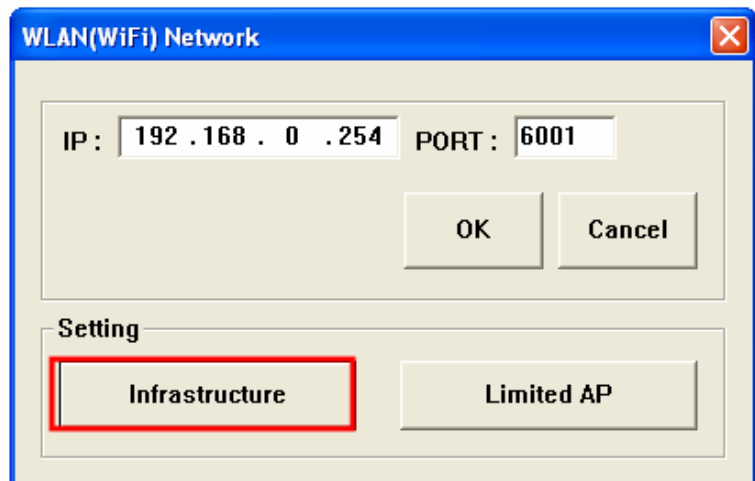 WLAN(WiFi) Network
IP : 192 .168 . 0 .254 PORT : 6001
OK Cancel
Setting
Infrastructure Limited AP